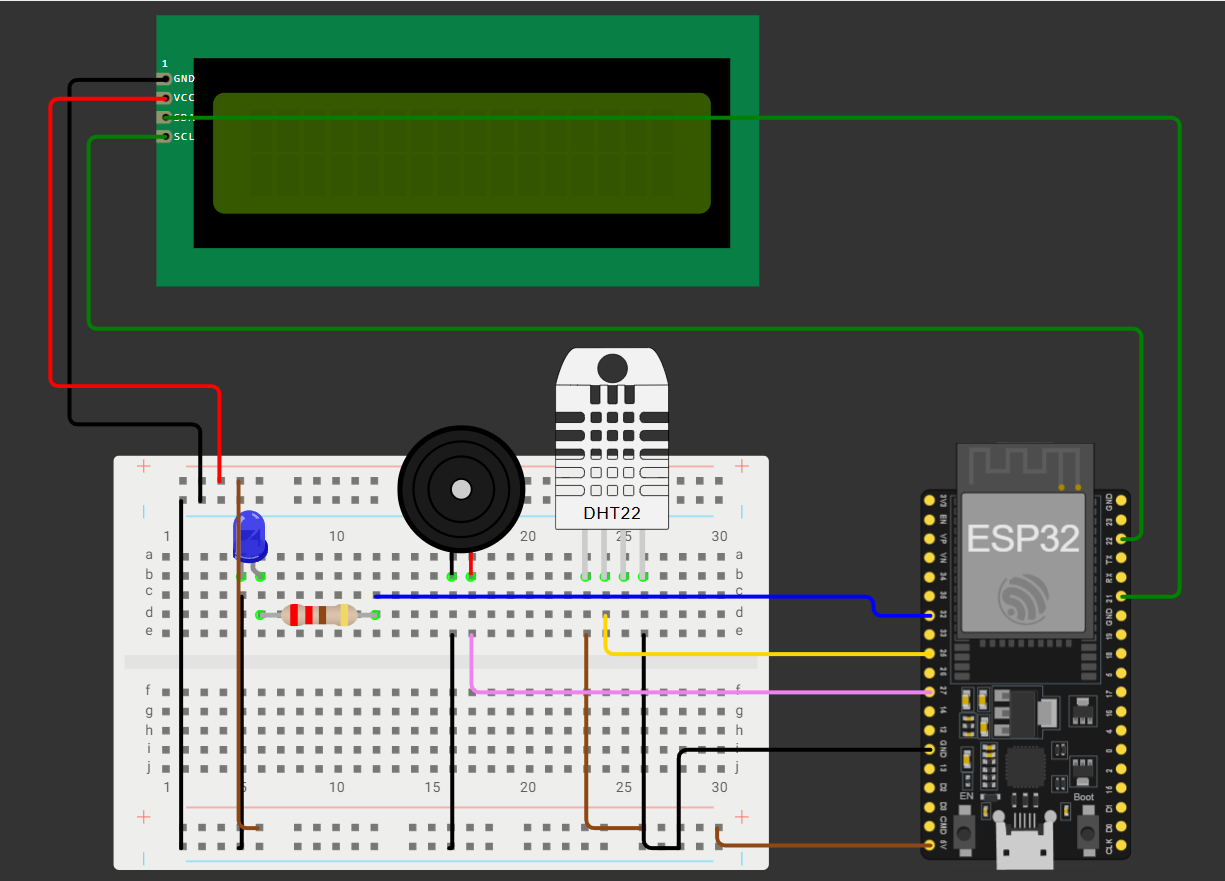 1
GND
VCC
SDA
SCL
DHT22
1 10 20 25 30
a a
b b
c c
d d
e e
f f
g g
h h
i i
j j
1 5 10 15 20 25 30
ESP32
3V3
EN
VP
VN
34
35
32
33
25
26
27
14
12
GND
13
D2
D3
CMD
5V
GND
23
22
TX
RX
21
GND
19
18
5
17
16
4
0
2
15
D1
D0
CLK
EN
Boot